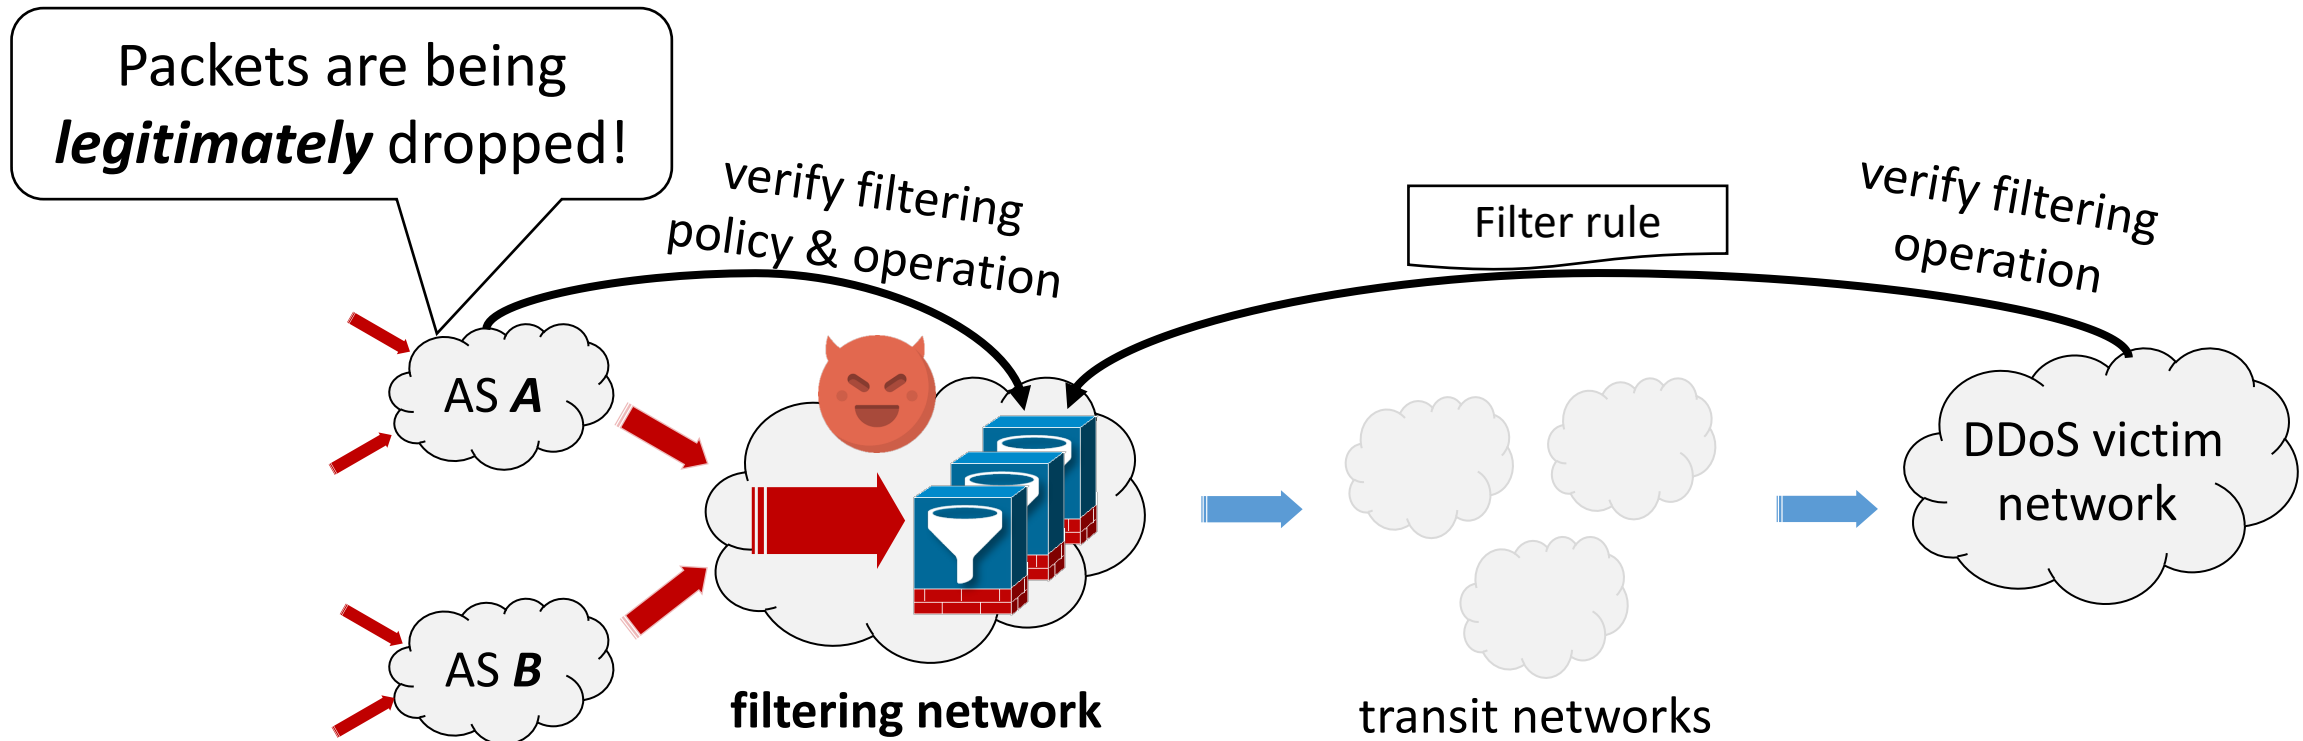 Packets are being
legitimately dropped!
verify filtering
policy & operation
Filter rule
verify filtering
operation
AS A
DDoS victim
network
AS B
filtering network
transit networks